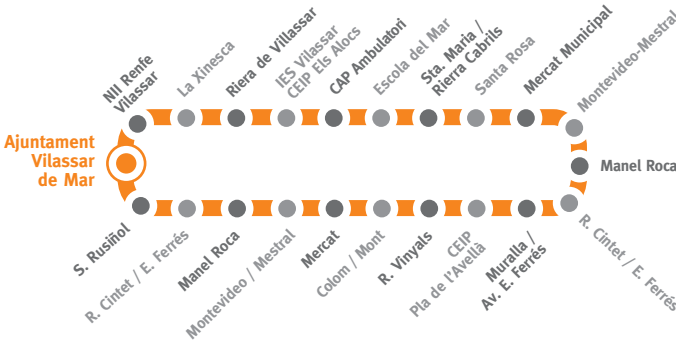 NII Renfe
Vilassar
La Xinesca
Riera de Villassar
IES Vilassar
CEIP Els Alocs
CAP Ambulatori
Escola del Mar
Sta. Maria /
Rierra Cabrils
Santa Rosa
Mercat Municipal
Montevideo-Mestral
Manel Roca
Ajuntament
Vilassar
de Mar
S. Rusiñol
R. Cintet / E. Ferrés
Manel Roca
Montevideo / Mestral
Mercat
Colom / Mont
R. Vinyals
CEIP
Pla de l'Avellà
Muralla /
Av. E. Ferrés
R. Cintet / E. Ferrés